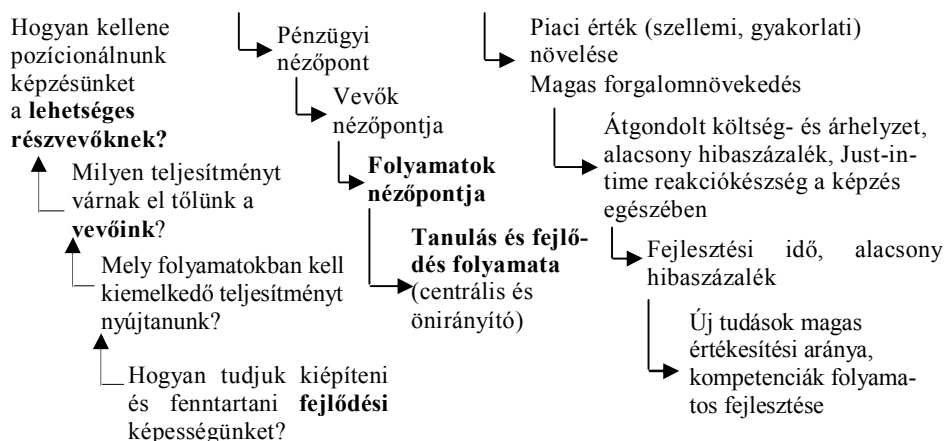 Hogyan kellene
pozícionálnunk
képzésünket
a lehetséges
részvevőknek?
Milyen teljesítményt
várnak el tőlünk a
vevőink?
Mely folyamatokban kell
kiemelkedő teljesítményt
nyújtanunk?
Hogyan tudjuk kiépíteni
és fenntartani fejlődési
képességünket?
Pénzügyi
nézőpont
Vevők
nézőpontja
Folyamatok
nézőpontja
Tanulás és fejlő-
dés folyamata
(centrális és
önirányító)
Piaci érték (szellemi, gyakorlati)
növelése
Magas forgalomnövekedés
Átgondolt költség- és árhelyzet,
alacsony hibaszázalék, Just-in-
time reakciókészség a képzés
egészében
Fejlesztési idő, alacsony
hibaszázalék
Új tudások magas
értékesítési aránya,
kompetenciák folyama-
tos fejlesztése